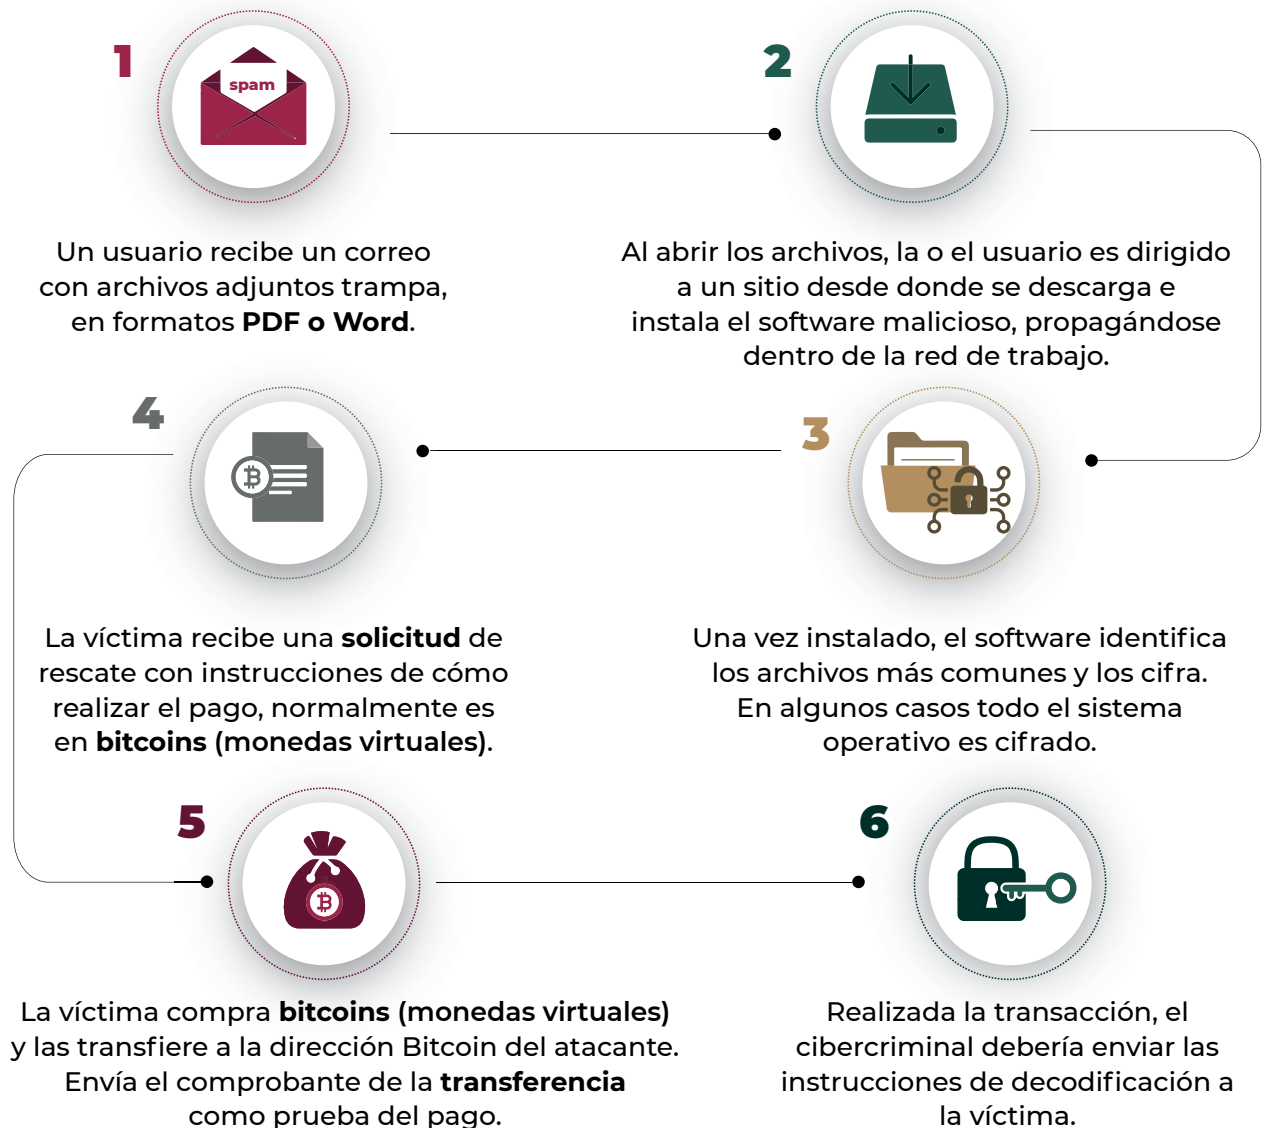 1
spam
Un usuario recibe un correo
con archivos adjuntos trampa,
en formatos PDF o Word.
2
Al abrir los archivos, la o el usuario es dirigido
a un sitio desde donde se descarga e
instala el software malicioso, propagándose
dentro de la red de trabajo.
3
Una vez instalado, el software identifica
los archivos más comunes y los cifra.
En algunos casos todo el sistema
operativo es cifrado.
4
La víctima recibe una solicitud de
rescate con instrucciones de cómo
realizar el pago, normalmente es
en bitcoins (monedas virtuales).
5
La víctima compra bitcoins (monedas virtuales)
y las transfiere a la dirección Bitcoin del atacante.
Envía el comprobante de la transferencia
como prueba del pago.
6
Realizada la transacción, el
cibercriminal debería enviar las
instrucciones de decodificación a
la víctima.